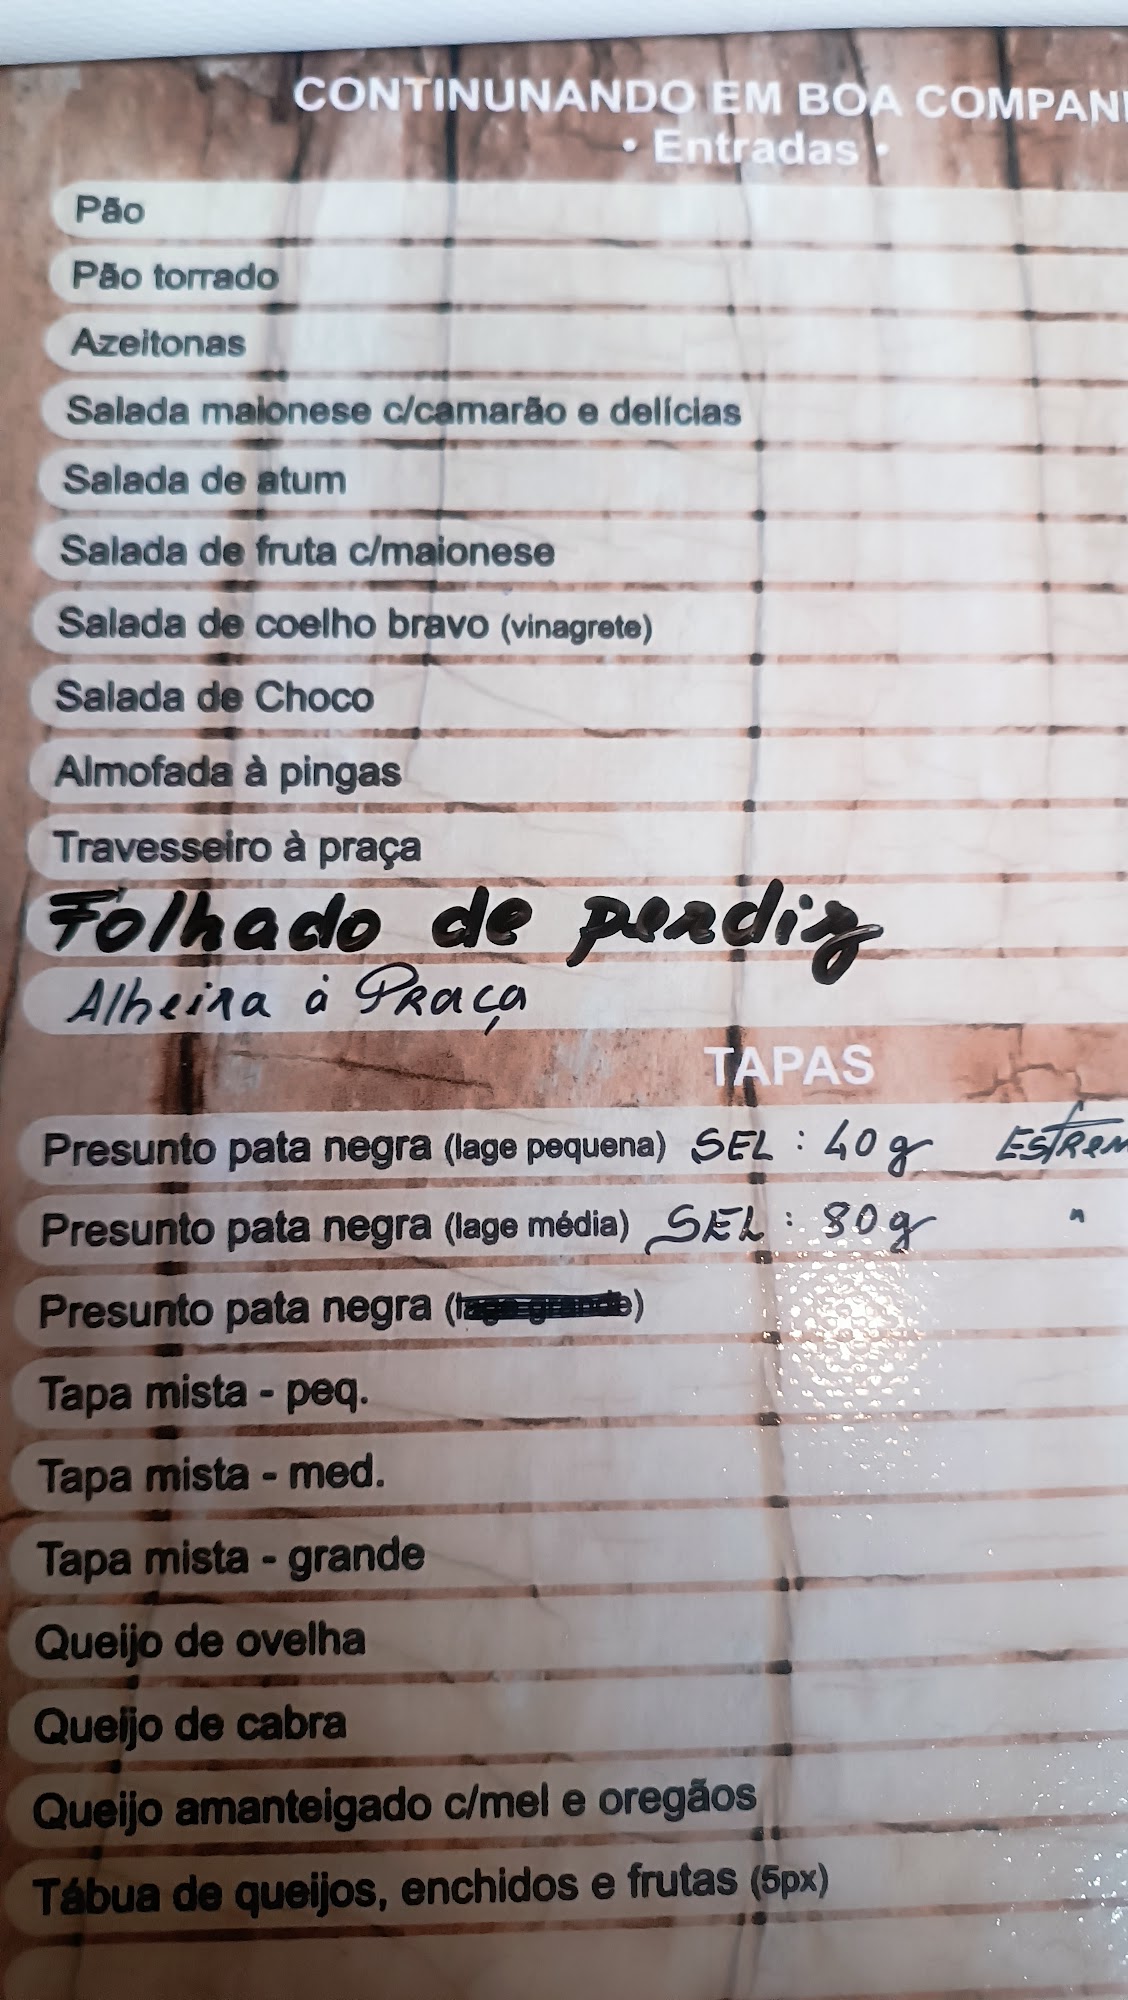 CONTINUNANDO EM BOA COMPANH
• Entradas •
Pão
Pão torrado
Azeitonas
Salada maionese c/camarão e delícias
Salada de atum
Salada de fruta c/maionese
Salada de coelho bravo (vinagrete)
Salada de Choco
Almofada à pingas
Travesseiro à praça
Folhado de perdiz
Alheira à Praça
TAPAS
Presunto pata negra (lage pequena) SEL : 40g ESTREM
Presunto pata negra (lage média) SEL : 80g "
Presunto pata negra (lage grande)
Tapa mista - peq.
Tapa mista - med.
Tapa mista - grande
Queijo de ovelha
Queijo de cabra
Queijo amanteigado c/mel e oregãos
Tábua de queijos, enchidos e frutas (5px)